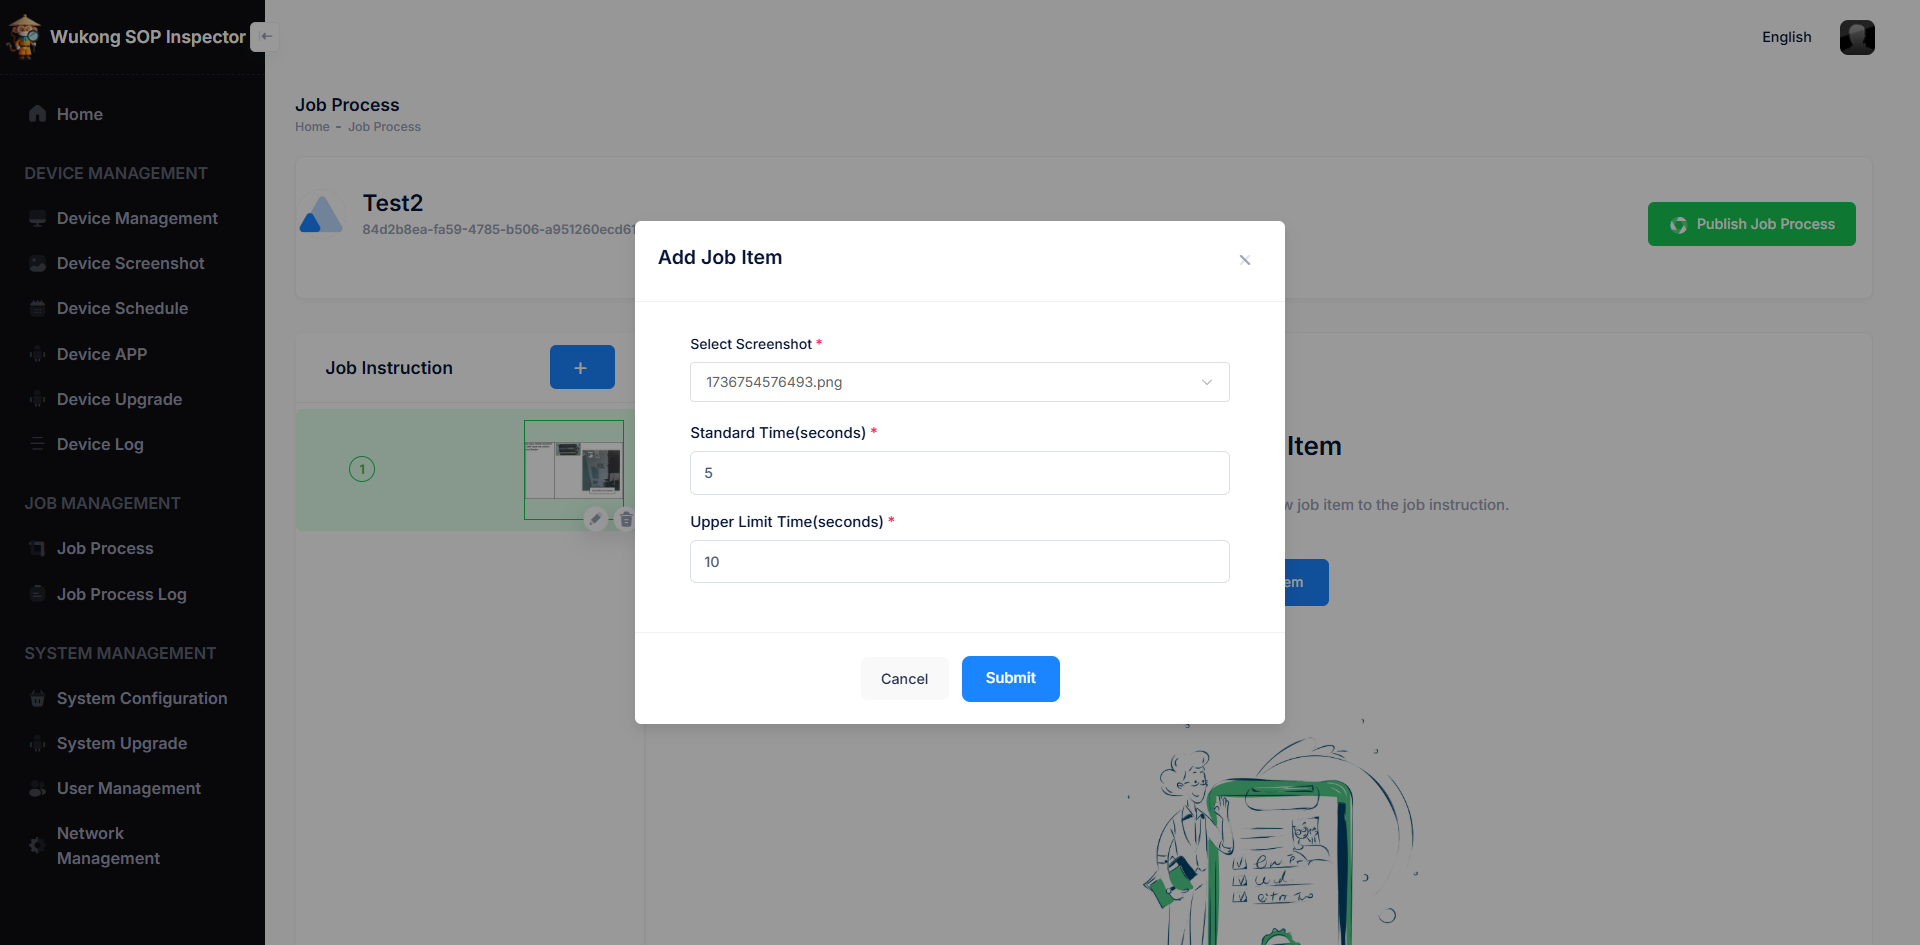 Wukong SOP Inspector
English
Home
DEVICE MANAGEMENT
Device Management
Device Screenshot
Device Schedule
Device APP
Device Upgrade
Device Log
JOB MANAGEMENT
Job Process
Job Process Log
SYSTEM MANAGEMENT
System Configuration
System Upgrade
User Management
Network
Management
Job Process
Home - Job Process
Test2
84d2b8ea-fa59-4785-b506-a951260ecd61
Publish Job Process
Job Instruction
+
1
Item
job item to the job instruction.
Add Job Item
Select Screenshot *
1736754576493.png
Standard Time(seconds) *
5
Upper Limit Time(seconds) *
10
Cancel
Submit